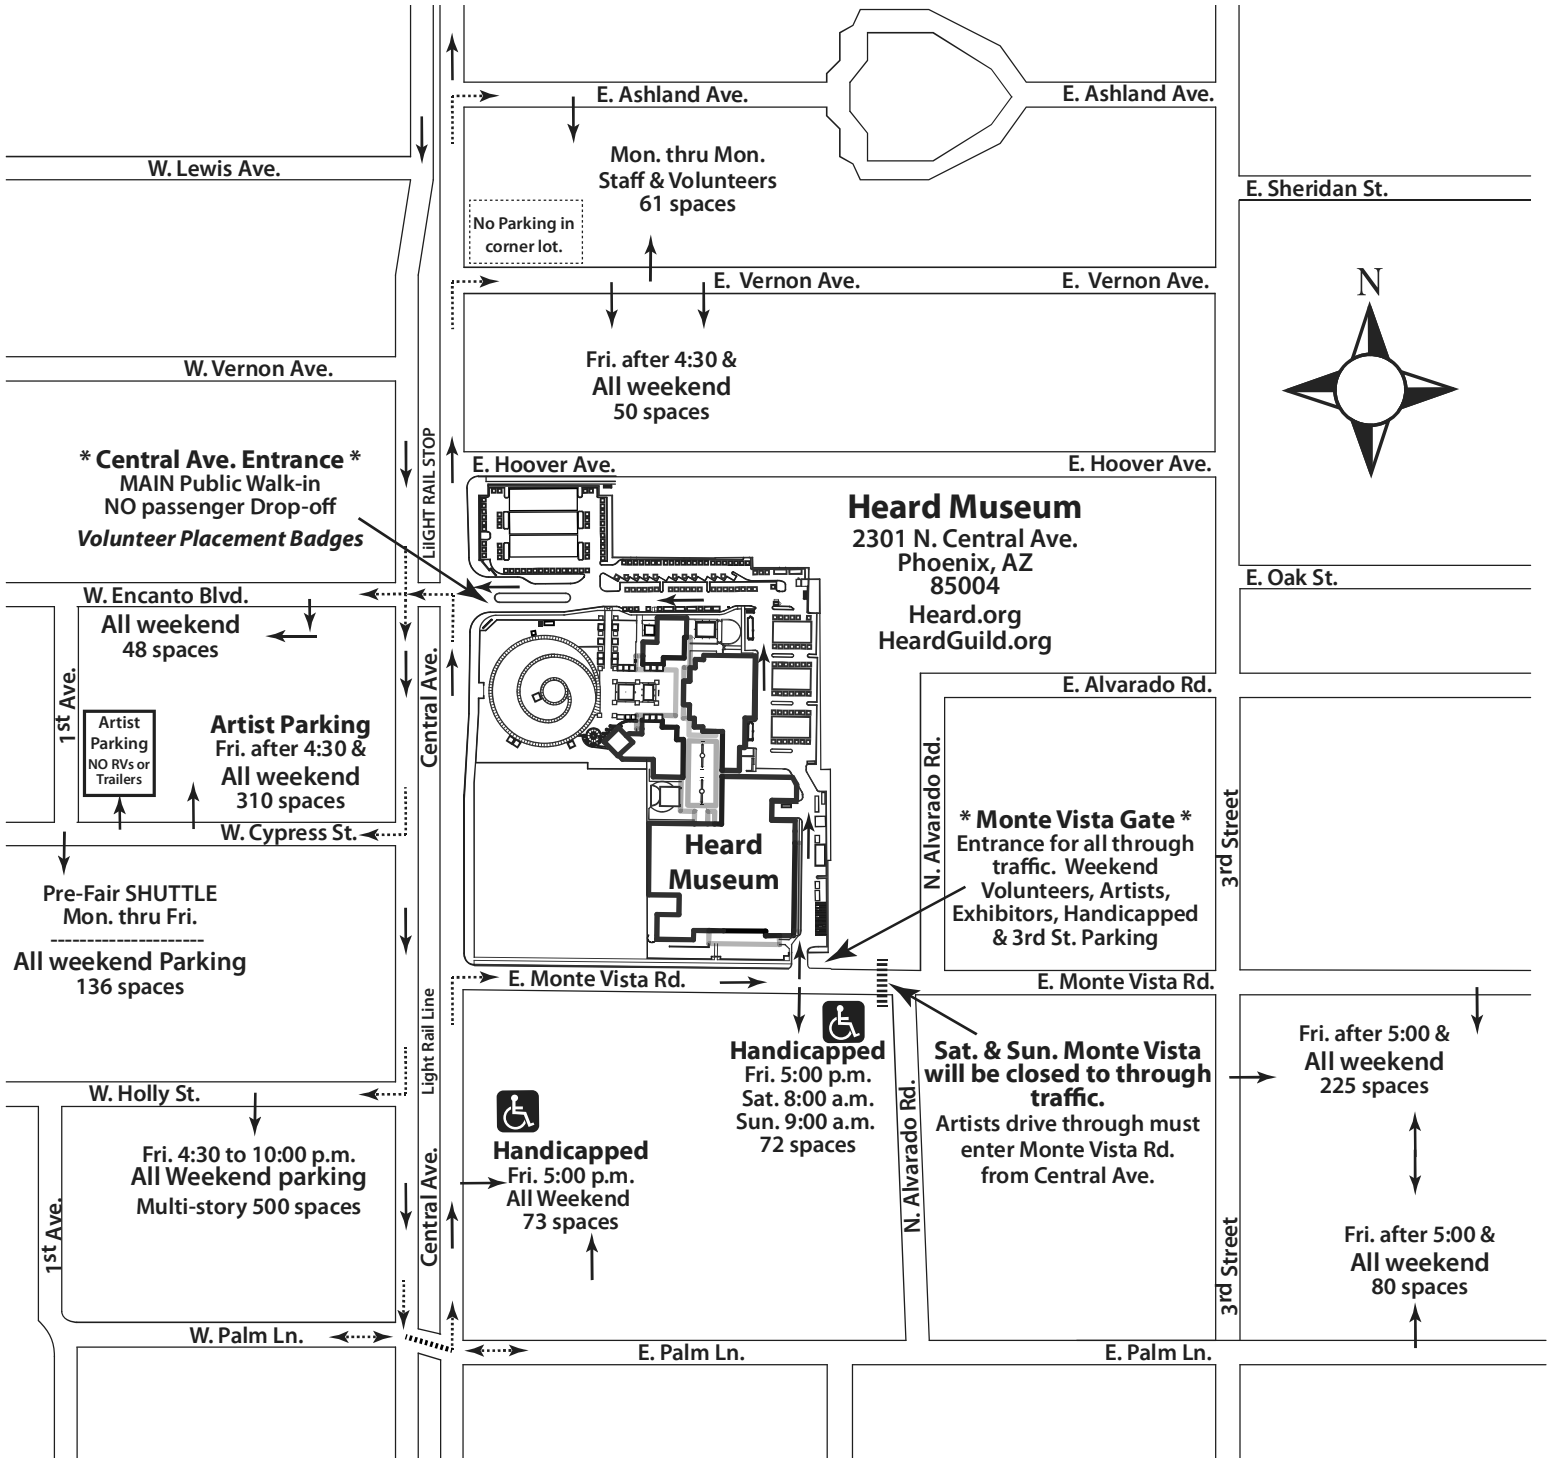 E. Ashland Ave.
E. Ashland Ave.
W. Lewis Ave.
Mon. thru Mon.
Staff & Volunteers
61 spaces
E. Sheridan St.
No Parking in
corner lot.
E. Vernon Ave.
E. Vernon Ave.
N
W. Vernon Ave.
Fri. after 4:30 &
All weekend
50 spaces
LiIGHT RAIL STOP
* Central Ave. Entrance *
MAIN Public Walk-in
NO passenger Drop-off
Volunteer Placement Badges
E. Hoover Ave.
E. Hoover Ave.
Heard Museum
2301 N. Central Ave.
Phoenix, AZ
85004
Heard.org
HeardGuild.org
E. Oak St.
W. Encanto Blvd.
All weekend
48 spaces
1st Ave.
Central Ave.
E. Alvarado Rd.
Artist
Parking
NO RVs or
Trailers
Artist Parking
Fri. after 4:30 &
All weekend
310 spaces
W. Cypress St.
N. Alvarado Rd.
3rd Street
Heard
Museum
* Monte Vista Gate *
Entrance for all through
traffic. Weekend
Volunteers, Artists,
Exhibitors, Handicapped
& 3rd St. Parking
Pre-Fair SHUTTLE
Mon. thru Fri.
---------------------
All weekend Parking
136 spaces
E. Monte Vista Rd.
E. Monte Vista Rd.
Light Rail Line
Handicapped
Fri. 5:00 p.m.
Sat. 8:00 a.m.
Sun. 9:00 a.m.
72 spaces
Sat. & Sun. Monte Vista
will be closed to through
traffic.
Artists drive through must
enter Monte Vista Rd.
from Central Ave.
Fri. after 5:00 &
All weekend
225 spaces
W. Holly St.
Handicapped
Fri. 5:00 p.m.
All Weekend
73 spaces
N. Alvarado Rd.
Fri. 4:30 to 10:00 p.m.
All Weekend parking
Multi-story 500 spaces
1st Ave.
Central Ave.
3rd Street
Fri. after 5:00 &
All weekend
80 spaces
W. Palm Ln.
E. Palm Ln.
E. Palm Ln.